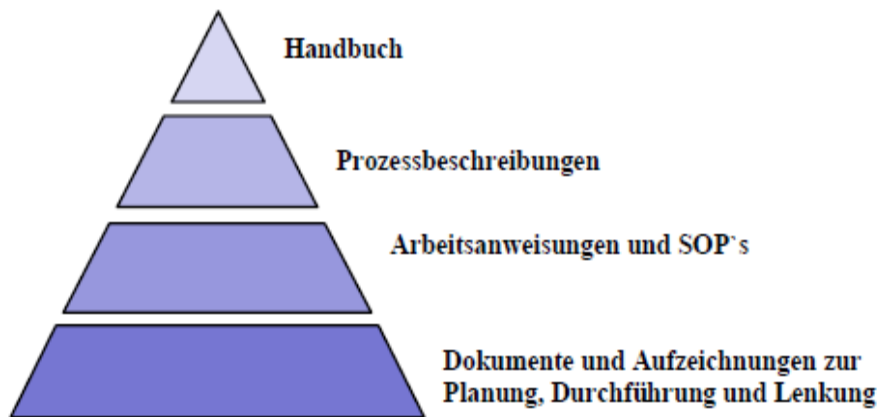 Handbuch
Prozessbeschreibungen
Arbeitsanweisungen und SOP`s
Dokumente und Aufzeichnungen zur
Planung, Durchführung und Lenkung